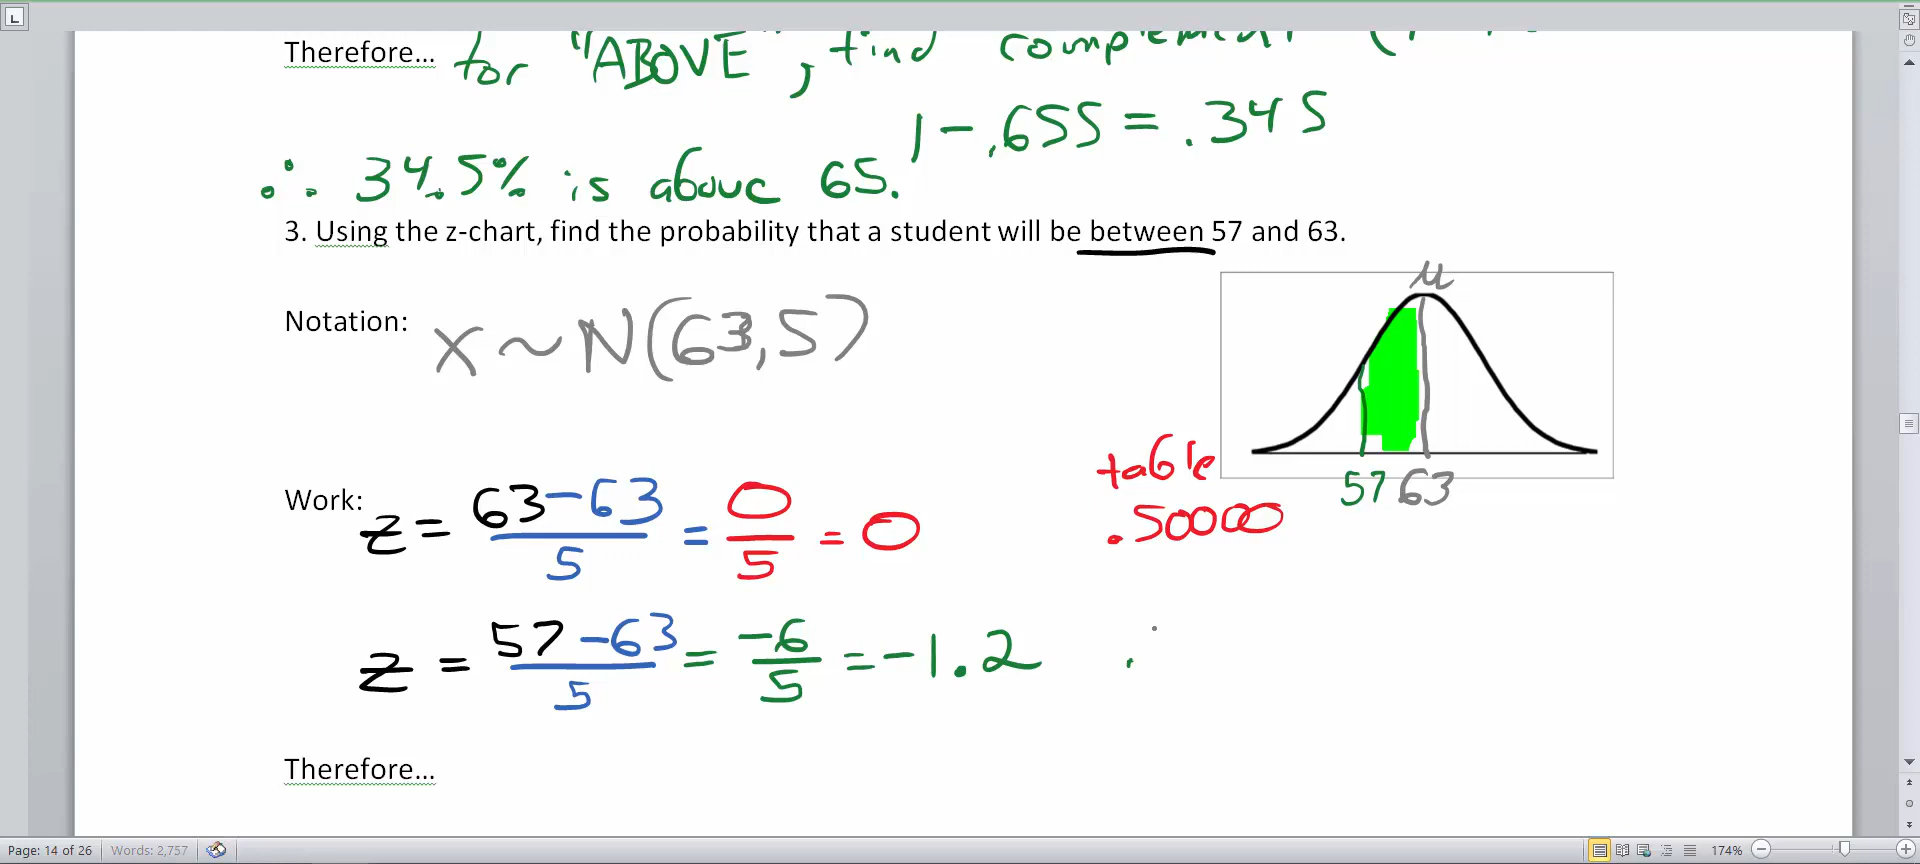 Therefore... for "ABOVE", find complement (1
1 - .655 = .345
∴ 34.5% is above 65.
3. Using the z-chart, find the probability that a student will be between 57 and 63.
μ
Notation: X ~ N(63,5)
57 63
table
.50000
Work: z = 63-63/5 = 0/5 = 0
z = 57-63/5 = -6/5 = -1.2 .
Therefore...
Page: 14 of 26 Words: 2,757 174%